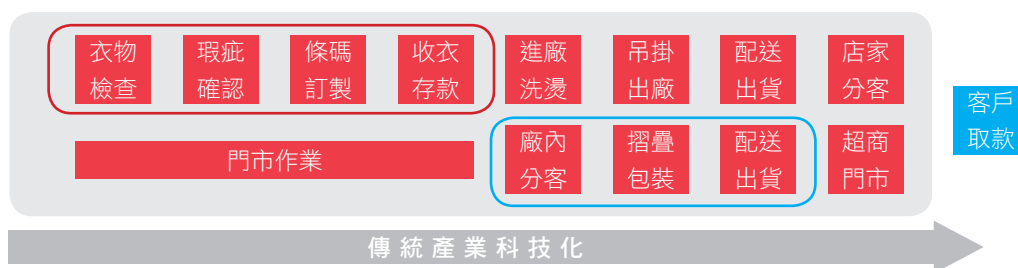 衣物
檢查
瑕疵
確認
條碼
訂製
收衣
存款
進廠
洗燙
吊掛
出廠
配送
出貨
店家
分客
門市作業
廠內
分客
摺疊
包裝
配送
出貨
超商
門市
客戶
取款
傳統產業科技化